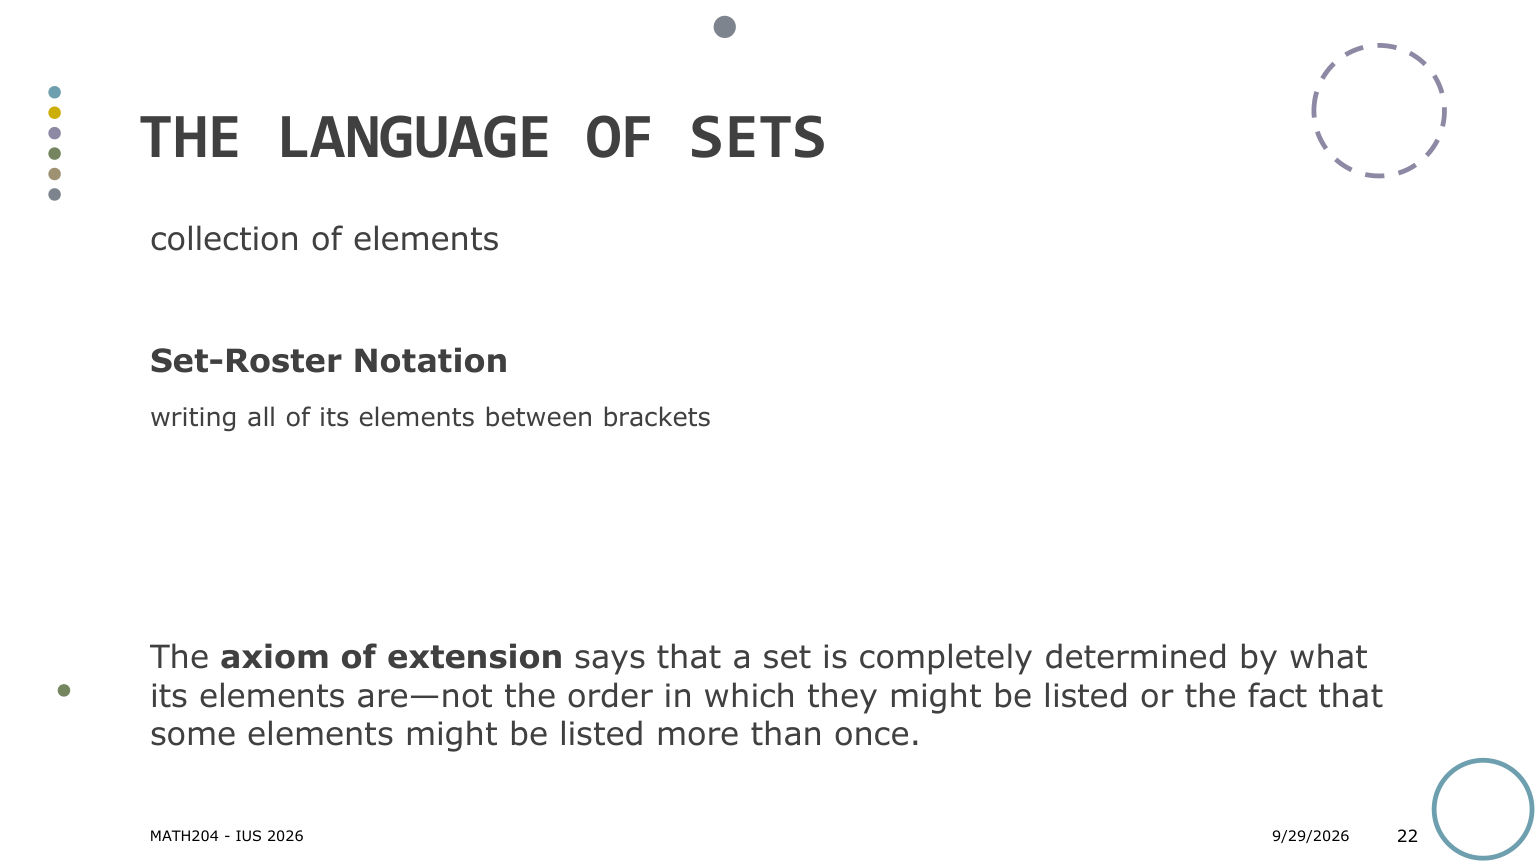 THE LANGUAGE OF SETS
collection of elements
Set-Roster Notation
writing all of its elements between brackets
The axiom of extension says that a set is completely determined by what
its elements are—not the order in which they might be listed or the fact that
some elements might be listed more than once.
MATH204 - IUS 2026
9/29/2026
22